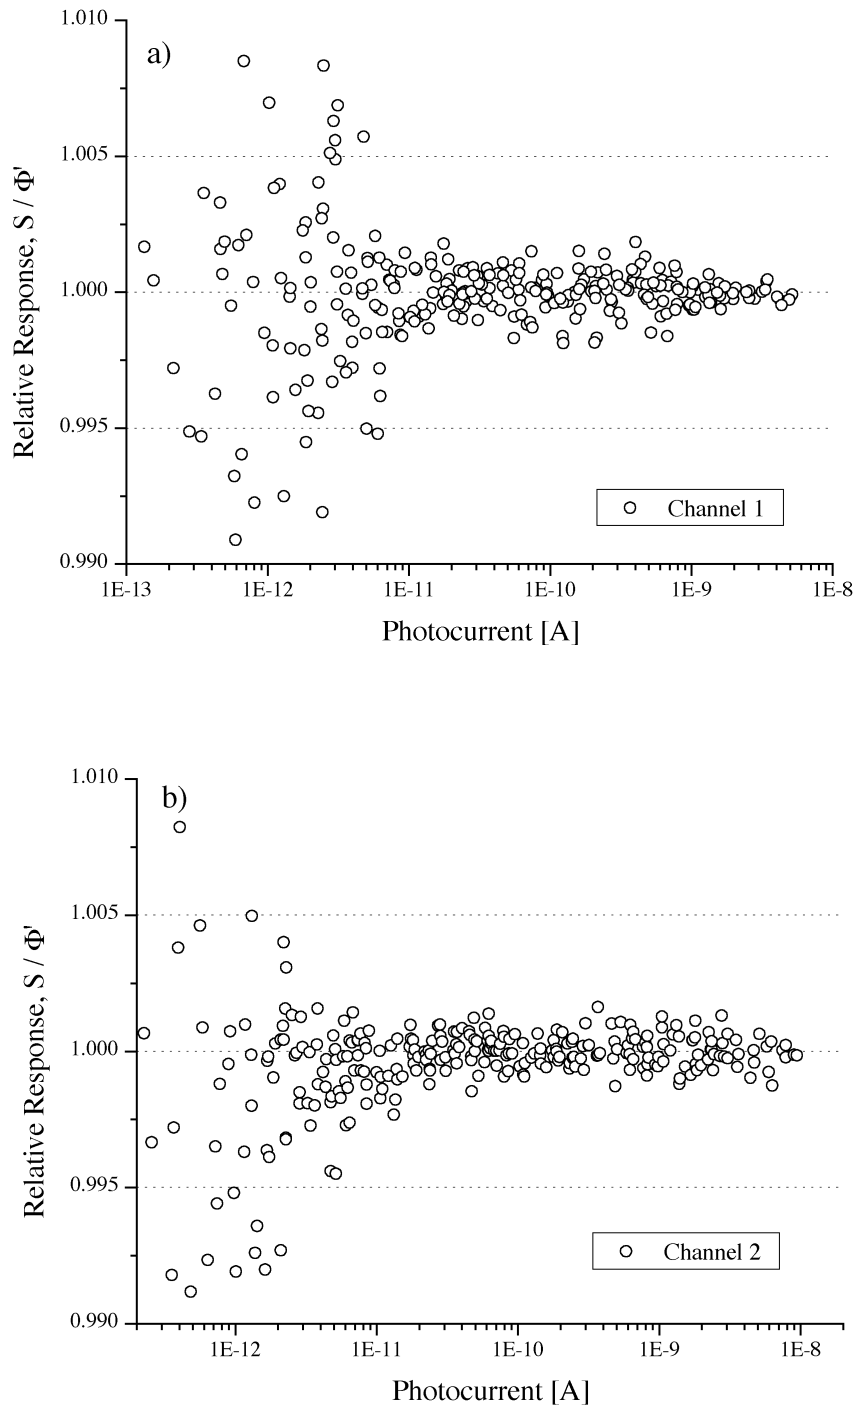 1.010
a)
1.005
1.000
0.995
0.990
Relative Response, S / Φ'
Channel 1
1E-13 1E-12 1E-11 1E-10 1E-9 1E-8
Photocurrent [A]
1.010
b)
1.005
1.000
0.995
0.990
Relative Response, S / Φ'
Channel 2
1E-12 1E-11 1E-10 1E-9 1E-8
Photocurrent [A]